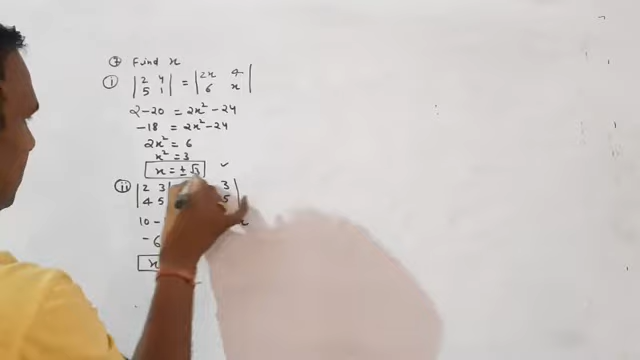 ⑦ Find x
ⓘ |2 4; 5 1| = |2x 4; 6 x|
2-20 = 2x²-24
-18 = 2x²-24
2x² = 6
x² = 3
x = ±√3 ✓
ⓘⓘ |2 3; 4 5| 3; 5|
10 -
-6
x